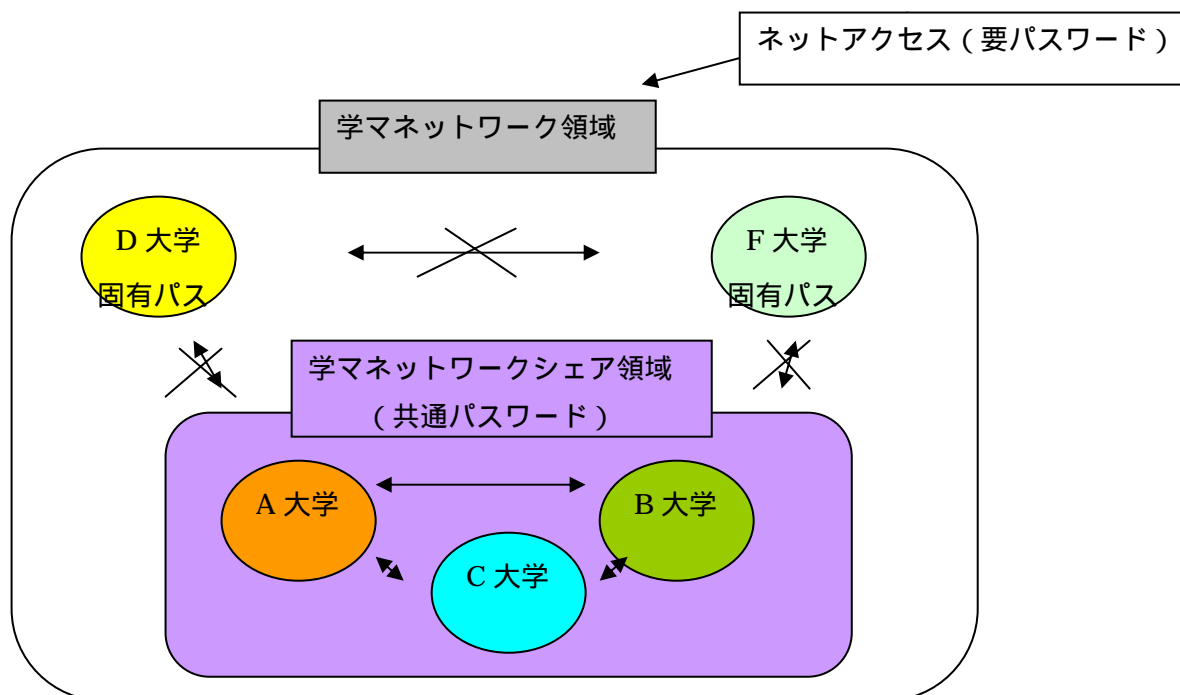 ネットアクセス（要パスワード）
学マネットワーク領域
D 大学
固有パス
F 大学
固有パス
学マネットワークシェア領域
（共通パスワード）
A 大学
B 大学
C 大学